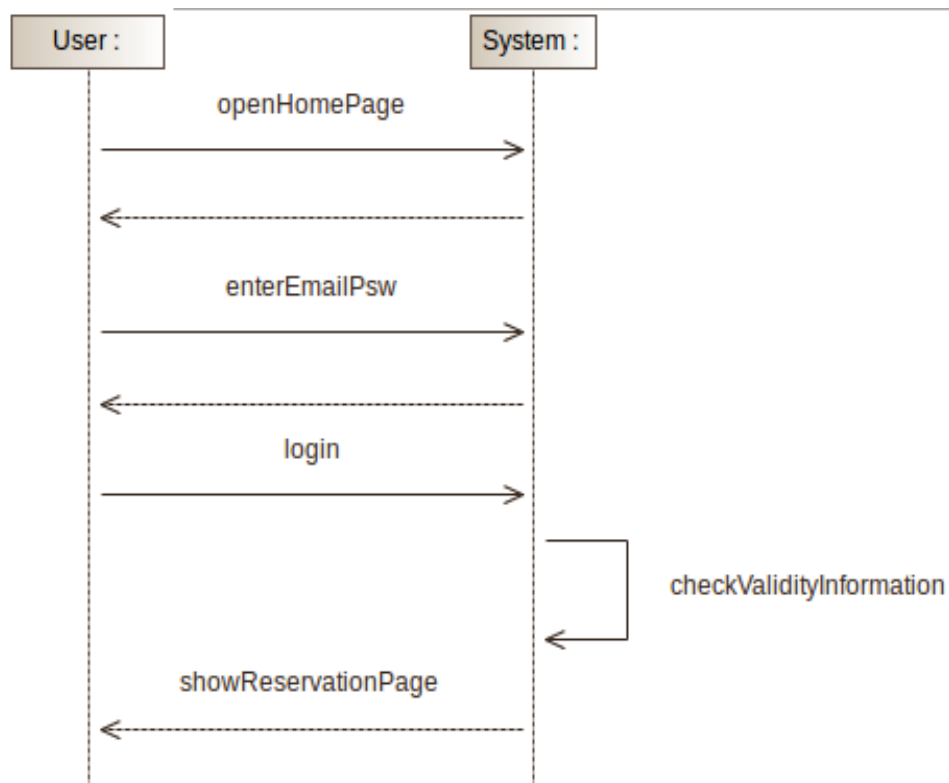 User :
System :
openHomePage
enterEmailPsw
login
checkValidityInformation
showReservationPage